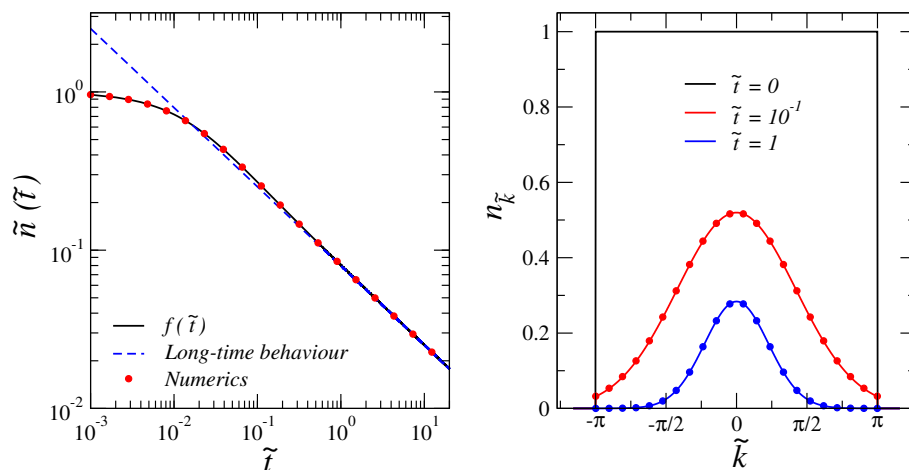 10^0
10^-1
10^-2
10^-3 10^-2 10^-1 10^0 10^1
ñ (t̃)
t̃
f(t̃)
Long-time behaviour
Numerics
1
0.8
0.6
0.4
0.2
0
-π -π/2 0 π/2 π
n_k̃
k̃
t̃ = 0
t̃ = 10^-1
t̃ = 1